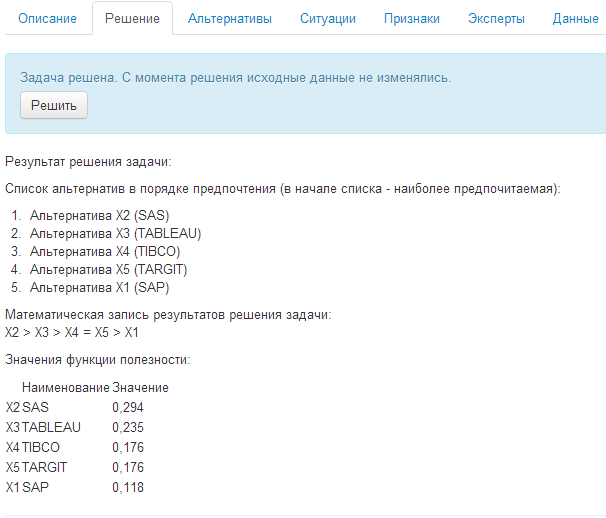 Описание Решение Альтернативы Ситуации Признаки Эксперты Данные
Задача решена. С момента решения исходные данные не изменялись.
Решить
Результат решения задачи:
Список альтернатив в порядке предпочтения (в начале списка - наиболее предпочитаемая):
1. Альтернатива X2 (SAS)
2. Альтернатива X3 (TABLEAU)
3. Альтернатива X4 (TIBCO)
4. Альтернатива X5 (TARGIT)
5. Альтернатива X1 (SAP)
Математическая запись результатов решения задачи:
X2 > X3 > X4 = X5 > X1
Значения функции полезности:
Наименование Значение
X2 SAS 0,294
X3 TABLEAU 0,235
X4 TIBCO 0,176
X5 TARGIT 0,176
X1 SAP 0,118